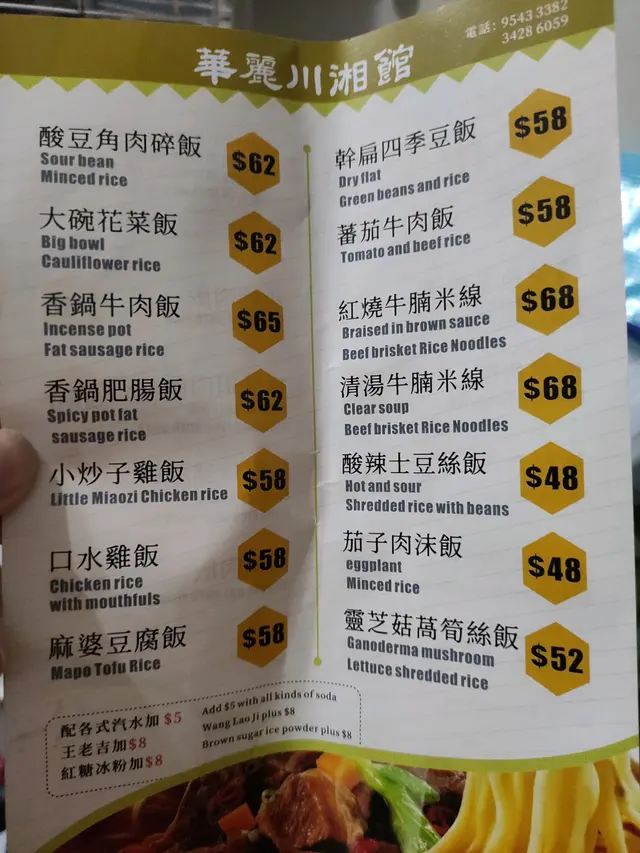 電話: 9543 3382
3428 6059
華麗川湘館
酸豆角肉碎飯
Sour bean
Minced rice
$62
大碗花菜飯
Big bowl
Cauliflower rice
$62
香鍋牛肉飯
Incense pot
Fat sausage rice
$65
香鍋肥腸飯
Spicy pot fat
sausage rice
$62
小炒子雞飯
Little Miaozi Chicken rice
$58
口水雞飯
Chicken rice
with mouthfuls
$58
麻婆豆腐飯
Mapo Tofu Rice
$58
幹扁四季豆飯
Dry flat
Green beans and rice
$58
蕃茄牛肉飯
Tomato and beef rice
$58
紅燒牛腩米線
Braised in brown sauce
Beef brisket Rice Noodles
$68
清湯牛腩米線
Clear soup
Beef brisket Rice Noodles
$68
酸辣士豆絲飯
Hot and sour
Shredded rice with beans
$48
茄子肉沫飯
eggplant
Minced rice
$48
靈芝菇萵筍絲飯
Ganoderma mushroom
Lettuce shredded rice
$52
配各式汽水加 $5
王老吉加$8
紅糖冰粉加$8
Add $5 with all kinds of soda
Wang Lao Ji plus $8
Brown sugar ice powder plus $8